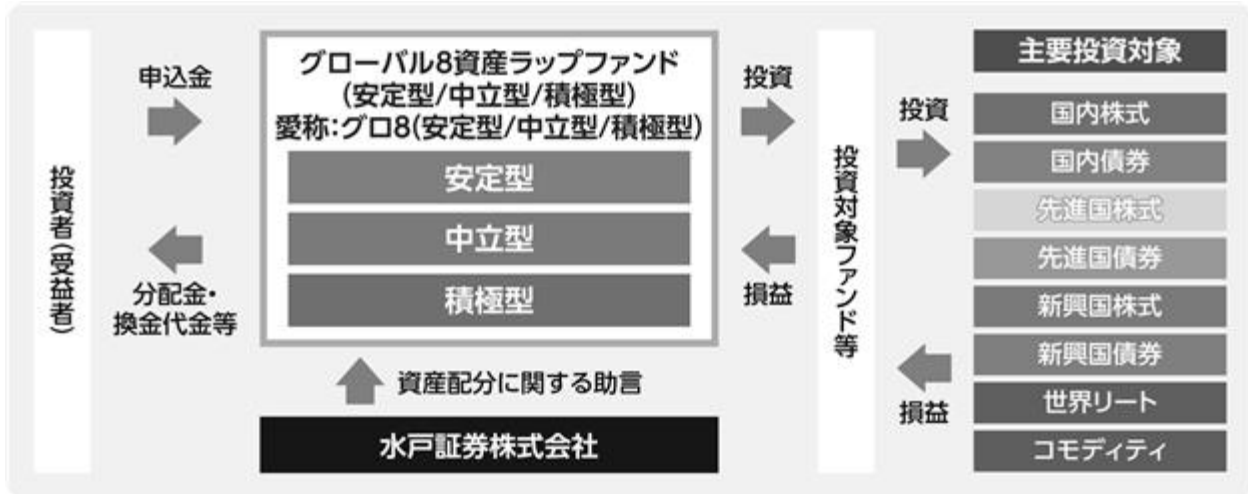 投資者(受益者)
申込金
分配金・
換金代金等
グローバル8資産ラップファンド
(安定型/中立型/積極型)
愛称:グロ8(安定型/中立型/積極型)
安定型
中立型
積極型
資産配分に関する助言
水戸証券株式会社
投資
損益
投資対象ファンド等
投資
損益
主要投資対象
国内株式
国内債券
先進国株式
先進国債券
新興国株式
新興国債券
世界リート
コモディティ